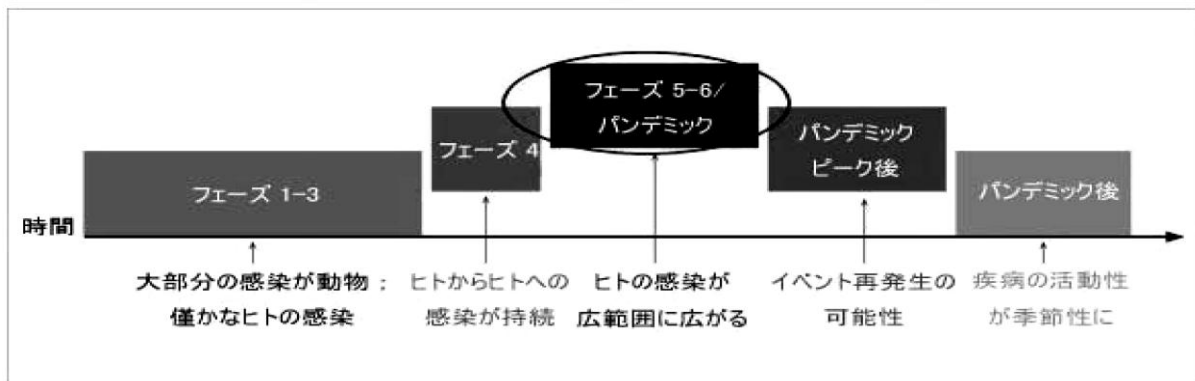 フェーズ 5-6/
パンデミック
フェーズ 4
パンデミック
ピーク後
フェーズ 1-3
パンデミック後
時間
大部分の感染が動物：
僅かなヒトの感染
ヒトからヒトへの
感染が持続
ヒトの感染が
広範囲に広がる
イベント再発生の
可能性
疾病の活動性
が季節性に